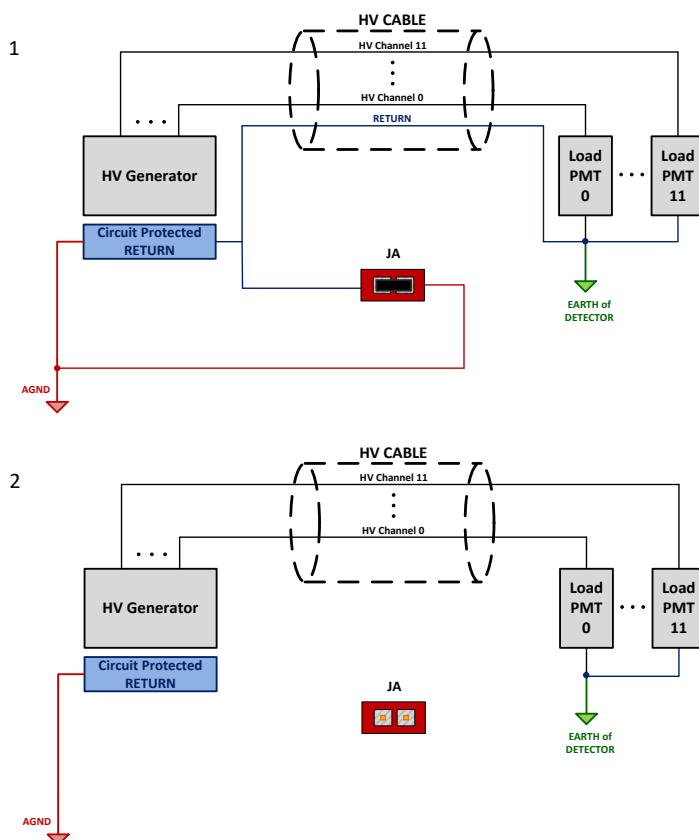 1
HV CABLE
HV Channel 11
HV Channel 0
RETURN
HV Generator
Load
PMT
0
Load
PMT
11
Circuit Protected
RETURN
JA
EARTH of
DETECTOR
AGND
2
HV CABLE
HV Channel 11
HV Channel 0
HV Generator
Load
PMT
0
Load
PMT
11
Circuit Protected
RETURN
JA
EARTH of
DETECTOR
AGND